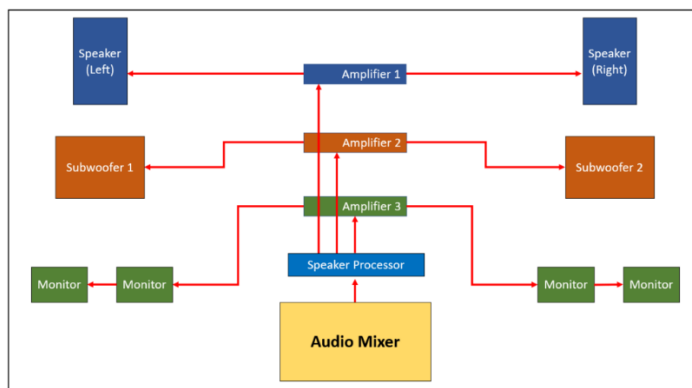 Speaker
(Left)
Amplifier 1
Speaker
(Right)
Subwoofer 1
Amplifier 2
Subwoofer 2
Amplifier 3
Speaker Processor
Monitor
Monitor
Monitor
Monitor
Audio Mixer